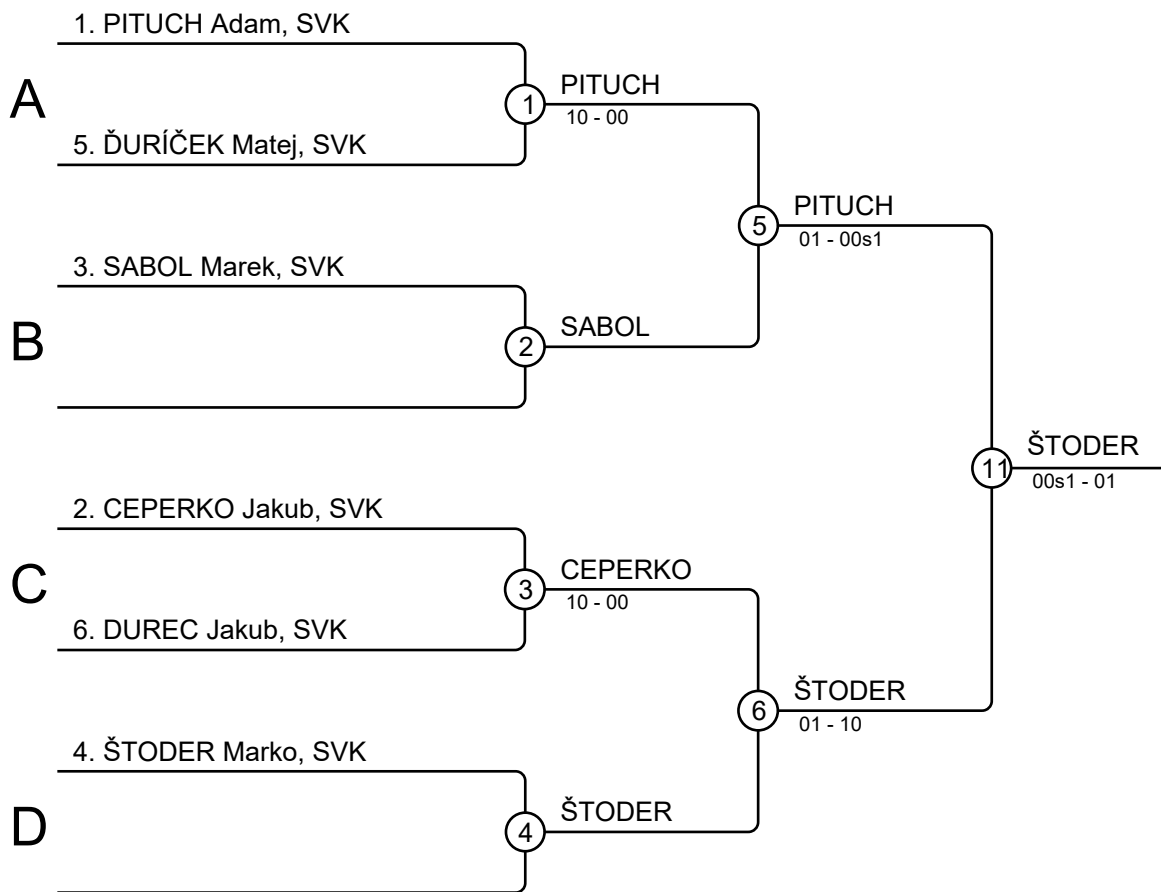 1. PITUCH Adam, SVK
A
1
PITUCH
10 - 00
5. ĎURÍČEK Matej, SVK
5
PITUCH
01 - 00s1
3. SABOL Marek, SVK
B
2
SABOL
11
ŠTODER
00s1 - 01
2. CEPERKO Jakub, SVK
C
3
CEPERKO
10 - 00
6. DUREC Jakub, SVK
6
ŠTODER
01 - 10
4. ŠTODER Marko, SVK
D
4
ŠTODER